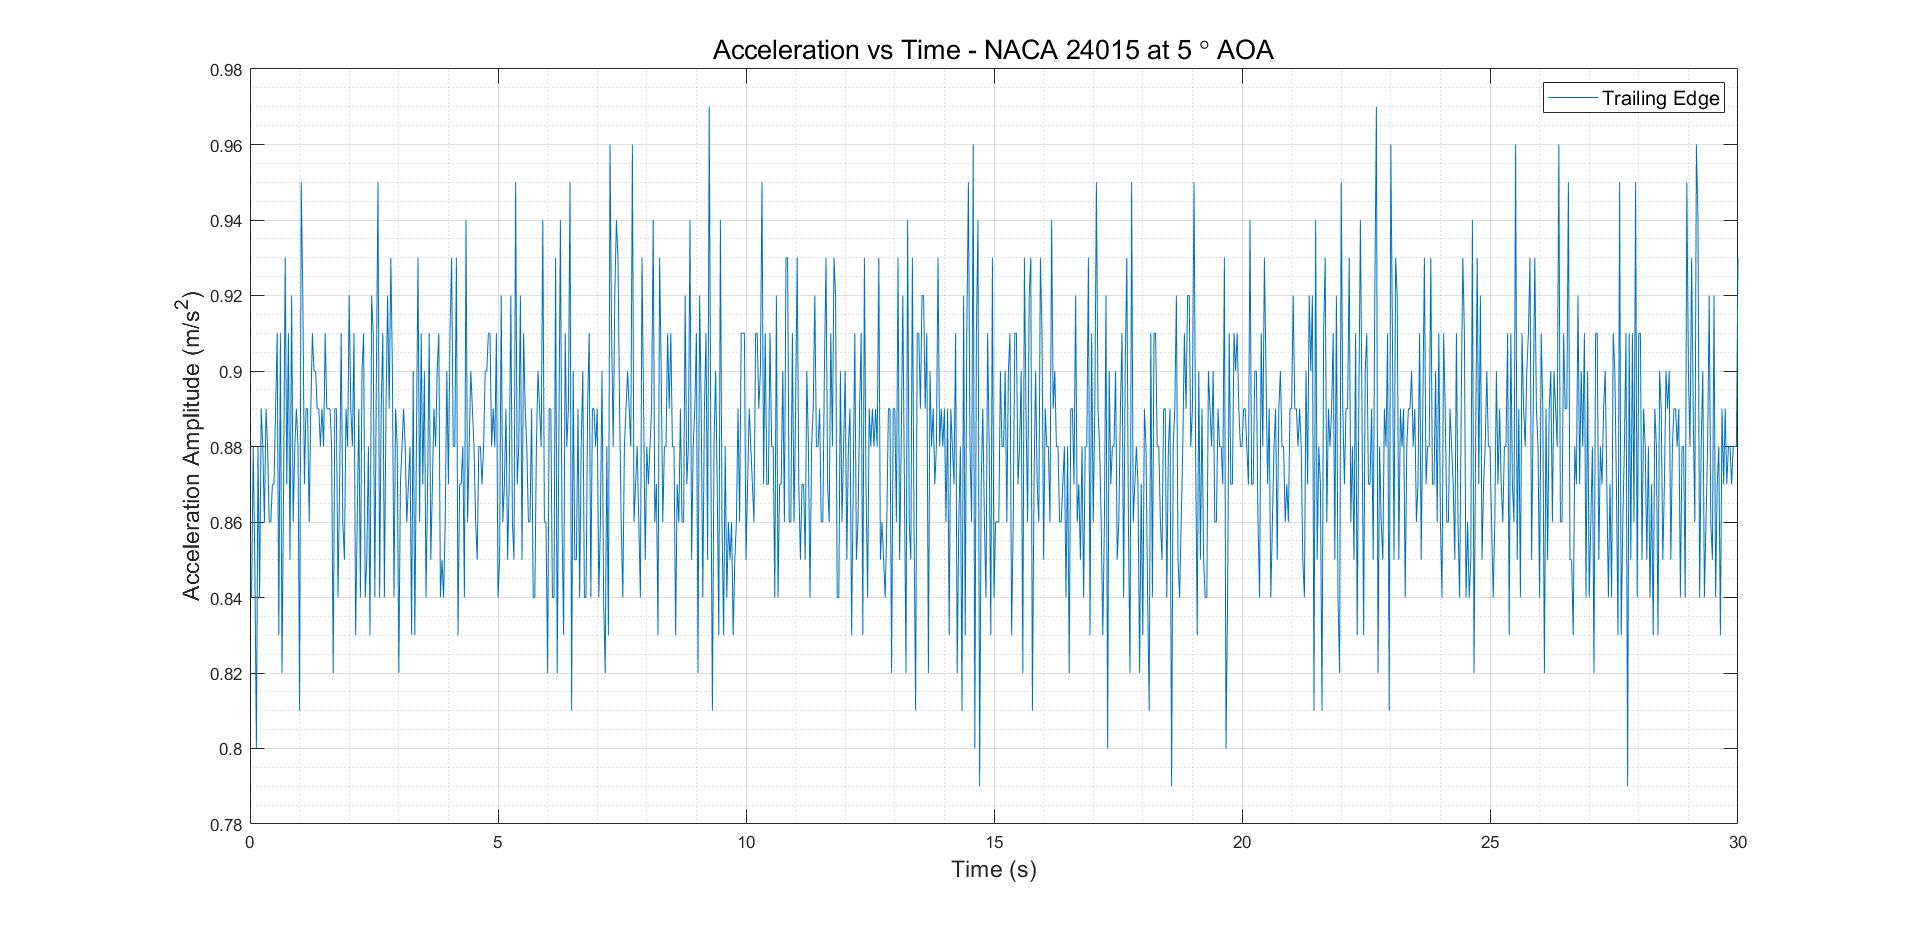 Acceleration vs Time - NACA 24015 at 5 ° AOA
Trailing Edge
Acceleration Amplitude (m/s²)
0.98
0.96
0.94
0.92
0.9
0.88
0.86
0.84
0.82
0.8
0.78
0 5 10 15 20 25 30
Time (s)